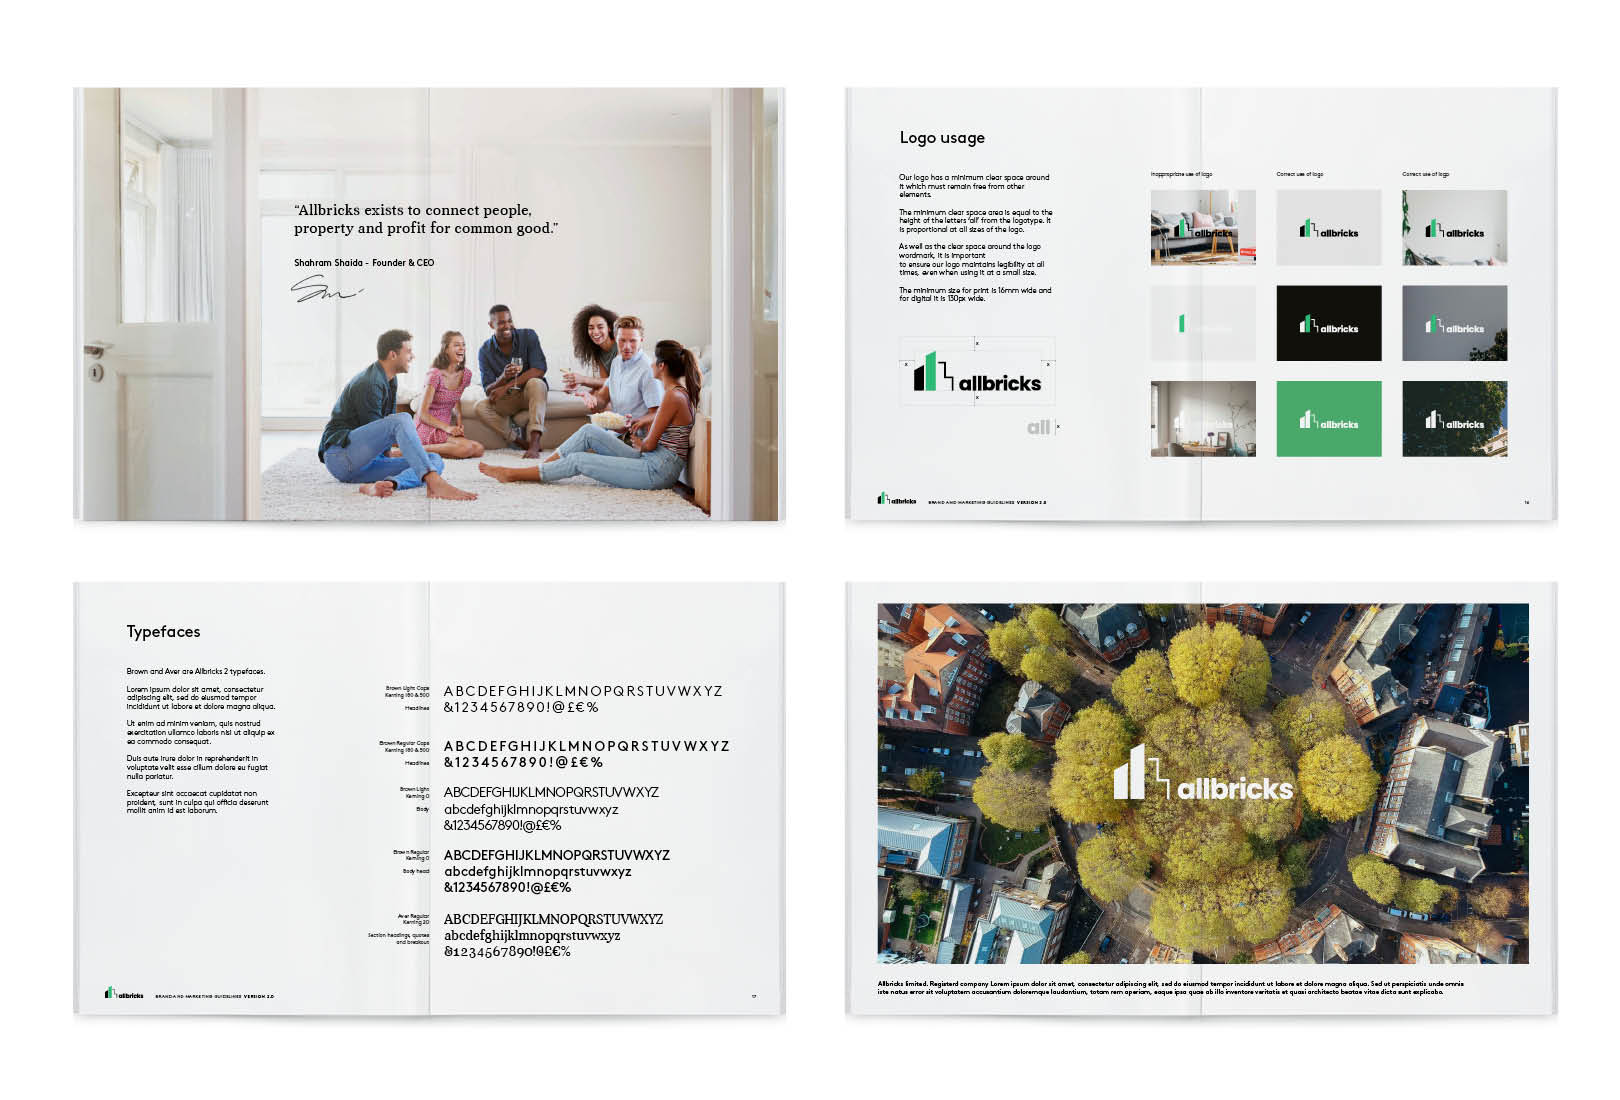 “Allbricks exists to connect people,
property and profit for common good.”
Shahram Shaida - Founder & CEO
Logo usage
Our logo has a minimum clear space around
it which must remain free from other
elements.
The minimum clear space area is equal to the
height of the letters ‘all’ from the logotype. It
is proportional at all sizes of the logo.
As well as the clear space around the logo
wordmark, it is important
to ensure our logo maintains legibility at all
times, even when using it at a small size.
The minimum size for print is 16mm wide and
for digital it is 130px wide.
x
x
x
allbricks
x
all x
Inappropriate use of logo
Correct use of logo
Correct use of logo
allbricks
allbricks
allbricks
allbricks
allbricks
allbricks
allbricks
allbricks
BRAND AND MARKETING GUIDELINES VERSION 2.0
16
Typefaces
Brown and Aver are Allbricks 2 typefaces.
Lorem ipsum dolor sit amet, consectetur
adipiscing elit, sed do eiusmod tempor
incididunt ut labore et dolore magna aliqua.
Ut enim ad minim veniam, quis nostrud
exercitation ullamco laboris nisi ut aliquip ex
ea commodo consequat.
Duis aute irure dolor in reprehenderit in
voluptate velit esse cillum dolore eu fugiat
nulla pariatur.
Excepteur sint occaecat cupidatat non
proident, sunt in culpa qui officia deserunt
mollit anim id est laborum.
Brown Light Caps
Kerning 160 & 500
Headlines
ABCDEFGHIJKLMNOPQRSTUVWXYZ
&1234567890!@£€%
Brown Regular Caps
Kerning 160 & 500
Headlines
ABCDEFGHIJKLMNOPQRSTUVWXYZ
&1234567890!@£€%
Brown Light
Kerning 0
Body
ABCDEFGHIJKLMNOPQRSTUVWXYZ
abcdefghijklmnopqrstuvwxyz
&1234567890!@£€%
Brown Regular
Kerning 0
Body head
ABCDEFGHIJKLMNOPQRSTUVWXYZ
abcdefghijklmnopqrstuvwxyz
&1234567890!@£€%
Aver Regular
Kerning 20
Section headings, quotes
and breakout
ABCDEFGHIJKLMNOPQRSTUVWXYZ
abcdefghijklmnopqrstuvwxyz
&1234567890!@£€%
allbricks
BRAND AND MARKETING GUIDELINES VERSION 2.0
17
allbricks
Allbricks limited. Registerd company Lorem ipsum dolor sit amet, consectetur adipiscing elit, sed do eiusmod tempor incididunt ut labore et dolore magna aliqua. Sed ut perspiciatis unde omnis
iste natus error sit voluptatem accusantium doloremque laudantium, totam rem aperiam, eaque ipsa quae ab illo inventore veritatis et quasi architecto beatae vitae dicta sunt explicabo.